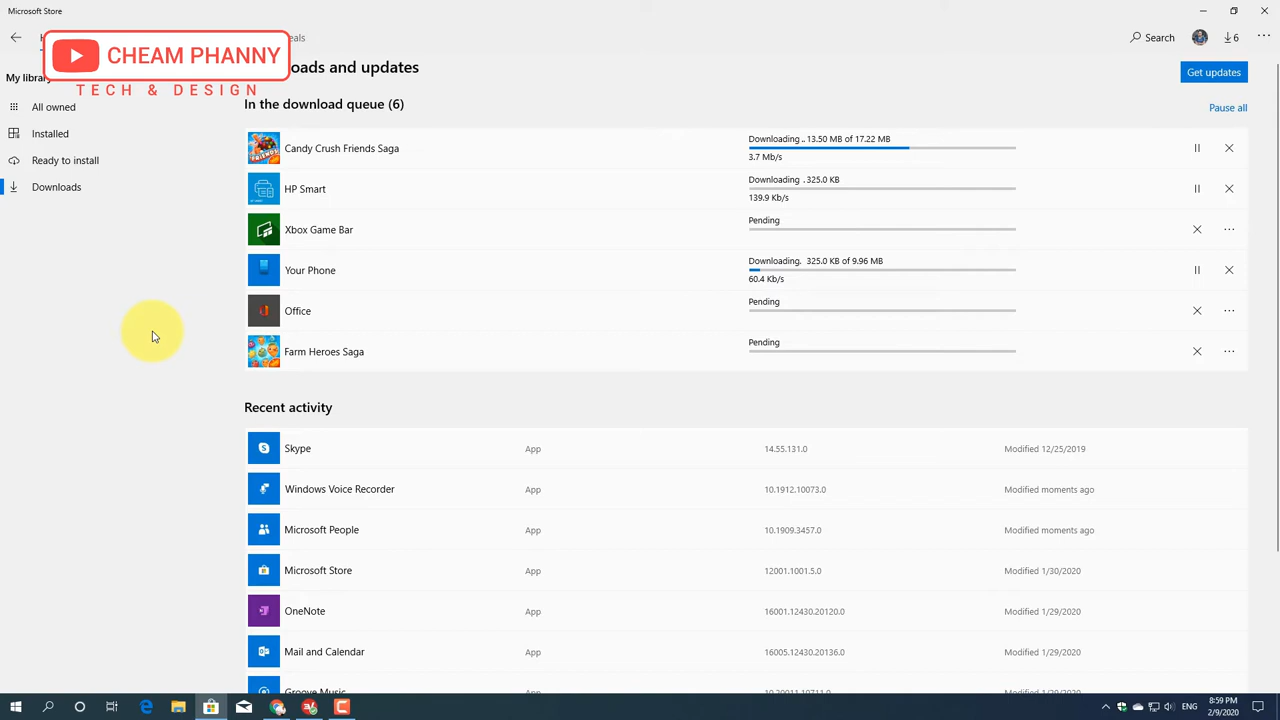 Microsoft Store
CHEAM PHANNY
TECH & DESIGN
Search
6
My
All owned
Installed
Ready to install
Downloads
and updates
Get updates
In the download queue (6)
Pause all
Candy Crush Friends Saga
Downloading .. 13.50 MB of 17.22 MB
3.7 Mb/s
HP Smart
Downloading . 325.0 KB
139.9 Kb/s
Xbox Game Bar
Pending
Your Phone
Downloading. 325.0 KB of 9.96 MB
60.4 Kb/s
Office
Pending
Farm Heroes Saga
Pending
Recent activity
Skype App 14.55.131.0 Modified 12/25/2019
Windows Voice Recorder App 10.1912.10073.0 Modified moments ago
Microsoft People App 10.1909.3457.0 Modified moments ago
Microsoft Store App 12001.1001.5.0 Modified 1/30/2020
OneNote App 16001.12430.20120.0 Modified 1/29/2020
Mail and Calendar App 16005.12430.20136.0 Modified 1/29/2020
Groove Music
ENG
8:59 PM
2/9/2020